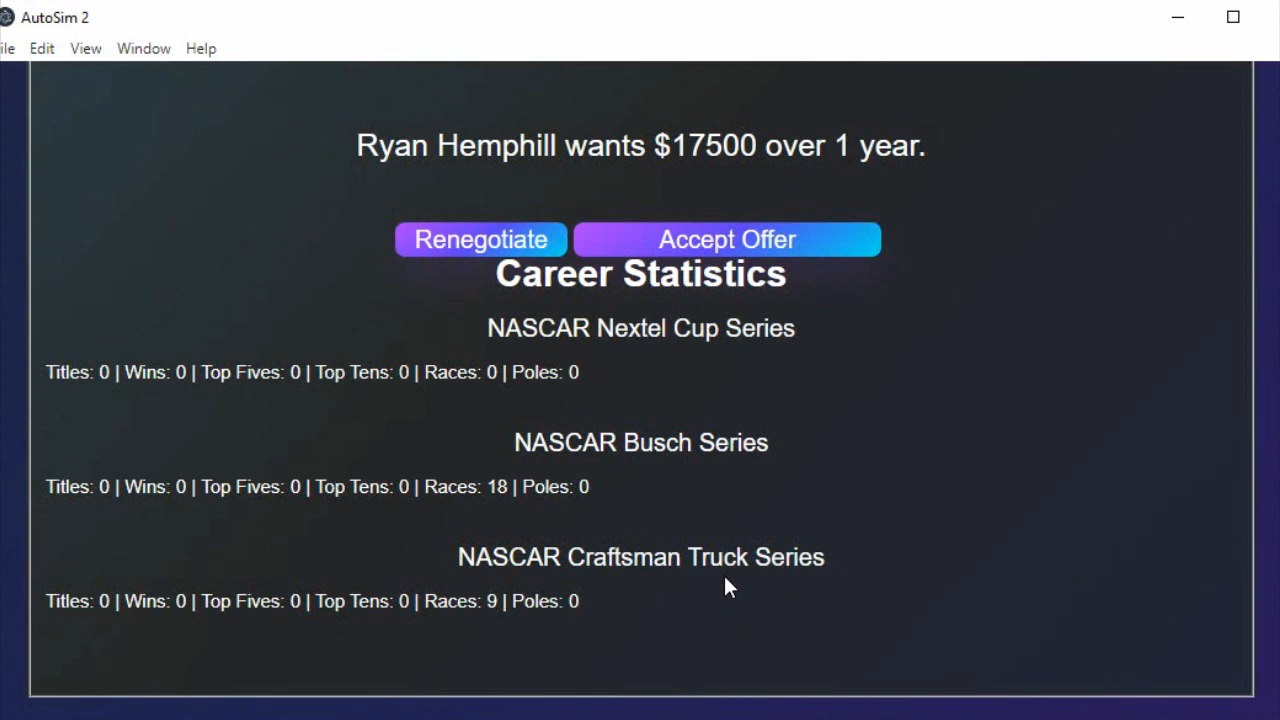 AutoSim 2
ile Edit View Window Help
Ryan Hemphill wants $17500 over 1 year.
Renegotiate Accept Offer
Career Statistics
NASCAR Nextel Cup Series
Titles: 0 | Wins: 0 | Top Fives: 0 | Top Tens: 0 | Races: 0 | Poles: 0
NASCAR Busch Series
Titles: 0 | Wins: 0 | Top Fives: 0 | Top Tens: 0 | Races: 18 | Poles: 0
NASCAR Craftsman Truck Series
Titles: 0 | Wins: 0 | Top Fives: 0 | Top Tens: 0 | Races: 9 | Poles: 0